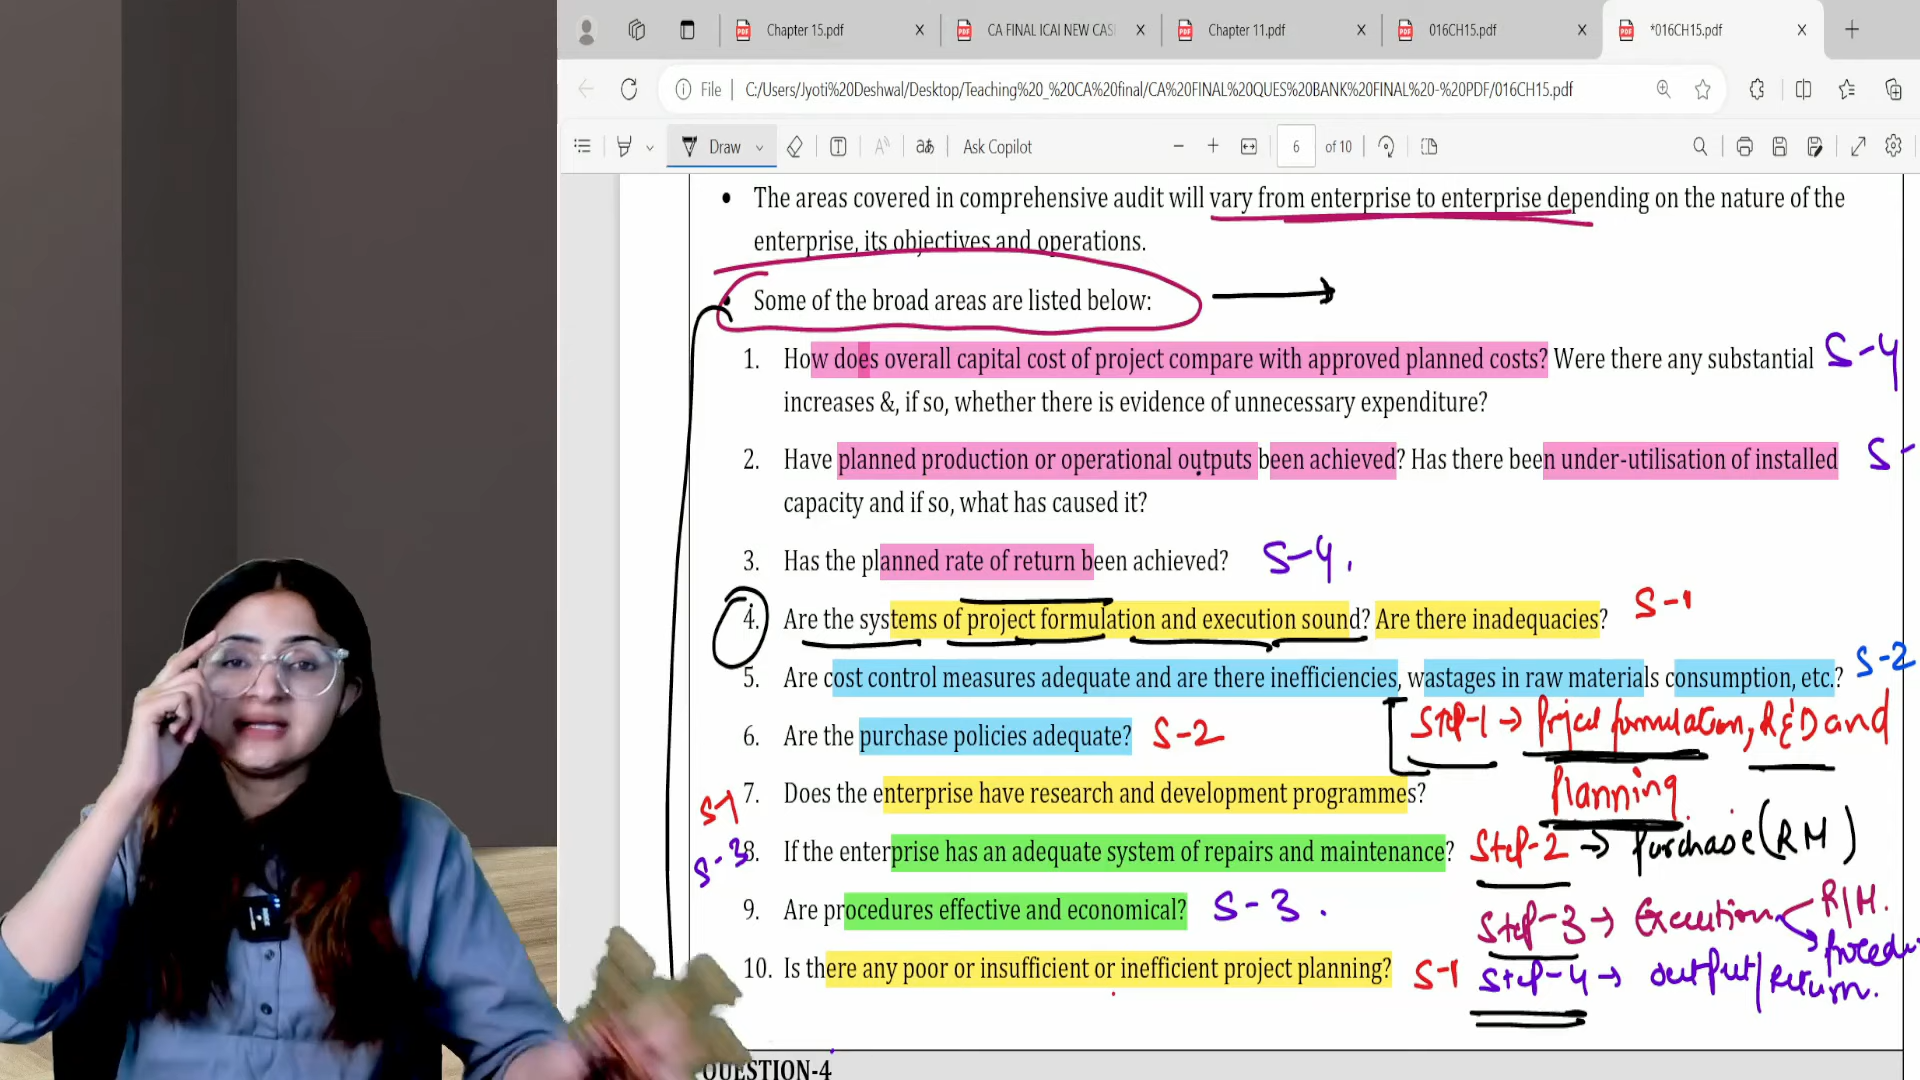 Chapter 15.pdf
CA FINAL ICAI NEW CAS
Chapter 11.pdf
016CH15.pdf
*016CH15.pdf
File
C:/Users/Jyoti%20Deshwal/Desktop/Teaching%20_%20CA%20final/CA%20FINAL%20QUES%20BANK%20FINAL%20-%20PDF/016CH15.pdf
Draw
Ask Copilot
6 of 10
• The areas covered in comprehensive audit will vary from enterprise to enterprise depending on the nature of the
enterprise, its objectives and operations.
• Some of the broad areas are listed below:
1. How does overall capital cost of project compare with approved planned costs? Were there any substantial S-4
increases &, if so, whether there is evidence of unnecessary expenditure?
2. Have planned production or operational outputs been achieved? Has there been under-utilisation of installed S-
capacity and if so, what has caused it?
3. Has the planned rate of return been achieved? S-4.
4. Are the systems of project formulation and execution sound? Are there inadequacies? S-1
5. Are cost control measures adequate and are there inefficiencies, wastages in raw materials consumption, etc.? S-2
6. Are the purchase policies adequate? S-2
Step-1 → Project formulation, R&D and
Planning
S-1 7. Does the enterprise have research and development programmes?
S-3 8. If the enterprise has an adequate system of repairs and maintenance?
Step-2 → Purchase (RM)
9. Are procedures effective and economical? S-3.
Step-3 → Execution R/M.
10. Is there any poor or insufficient or inefficient project planning? S-1
Step-4 → output/Return.
QUESTION-4